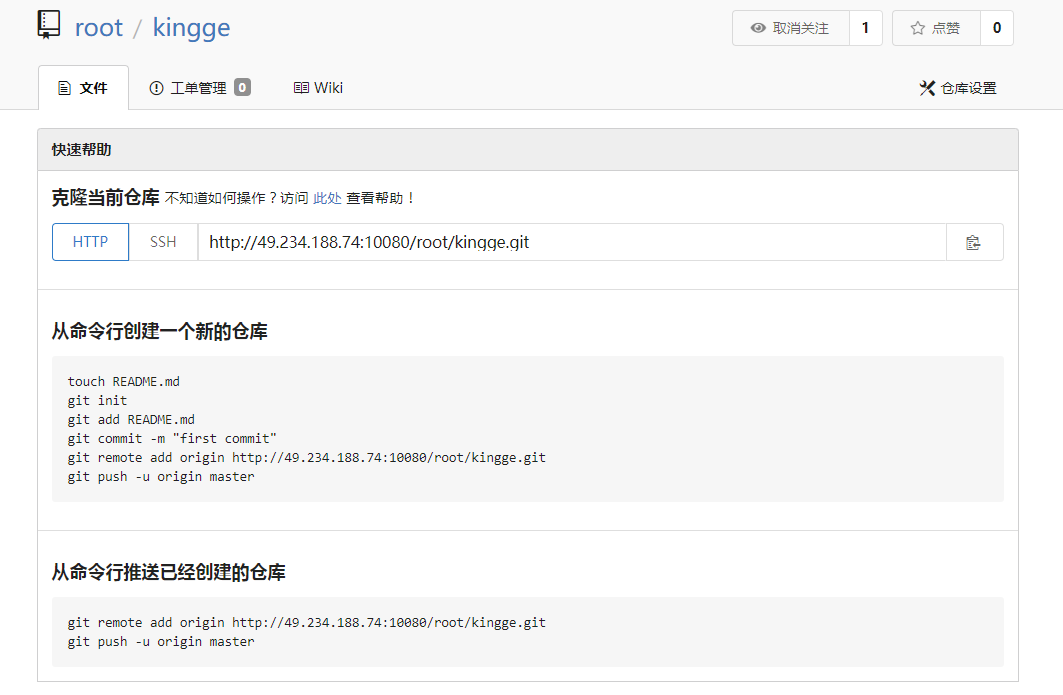 root / kingge
取消关注 1 点赞 0
文件 工单管理 0 Wiki 仓库设置
快速帮助
克隆当前仓库 不知道如何操作？访问 此处 查看帮助！
HTTP SSH http://49.234.188.74:10080/root/kingge.git
从命令行创建一个新的仓库
touch README.md
git init
git add README.md
git commit -m "first commit"
git remote add origin http://49.234.188.74:10080/root/kingge.git
git push -u origin master
从命令行推送已经创建的仓库
git remote add origin http://49.234.188.74:10080/root/kingge.git
git push -u origin master